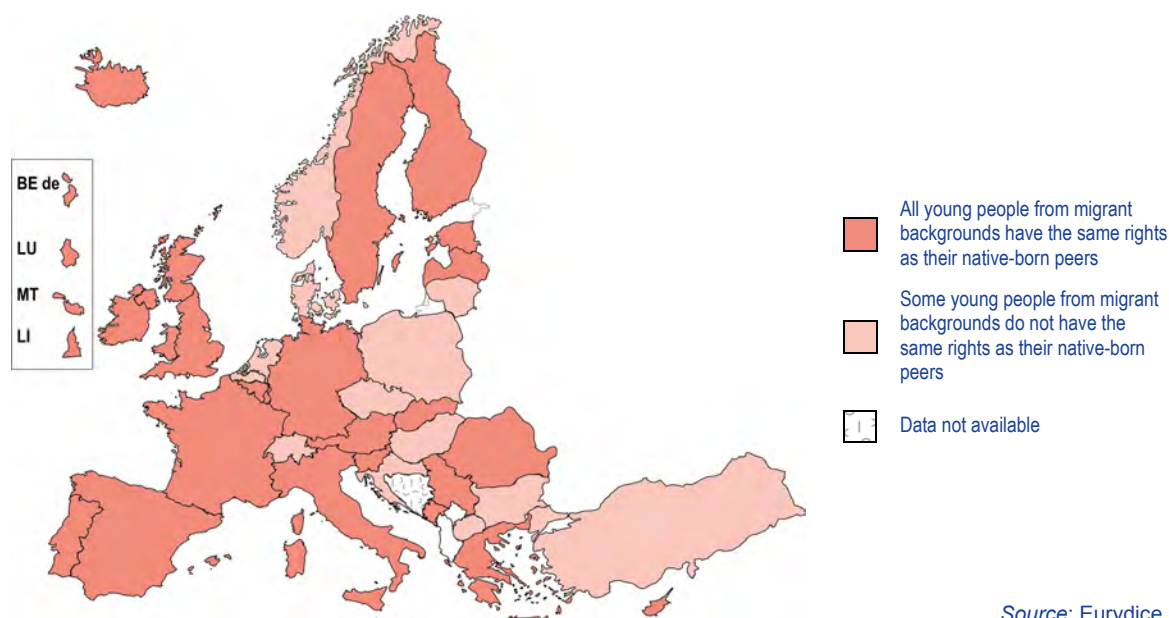 BE de
LU
MT
LI
All young people from migrant
backgrounds have the same rights
as their native-born peers
Some young people from migrant
backgrounds do not have the
same rights as their native-born
peers
Data not available
Source: Eurydice